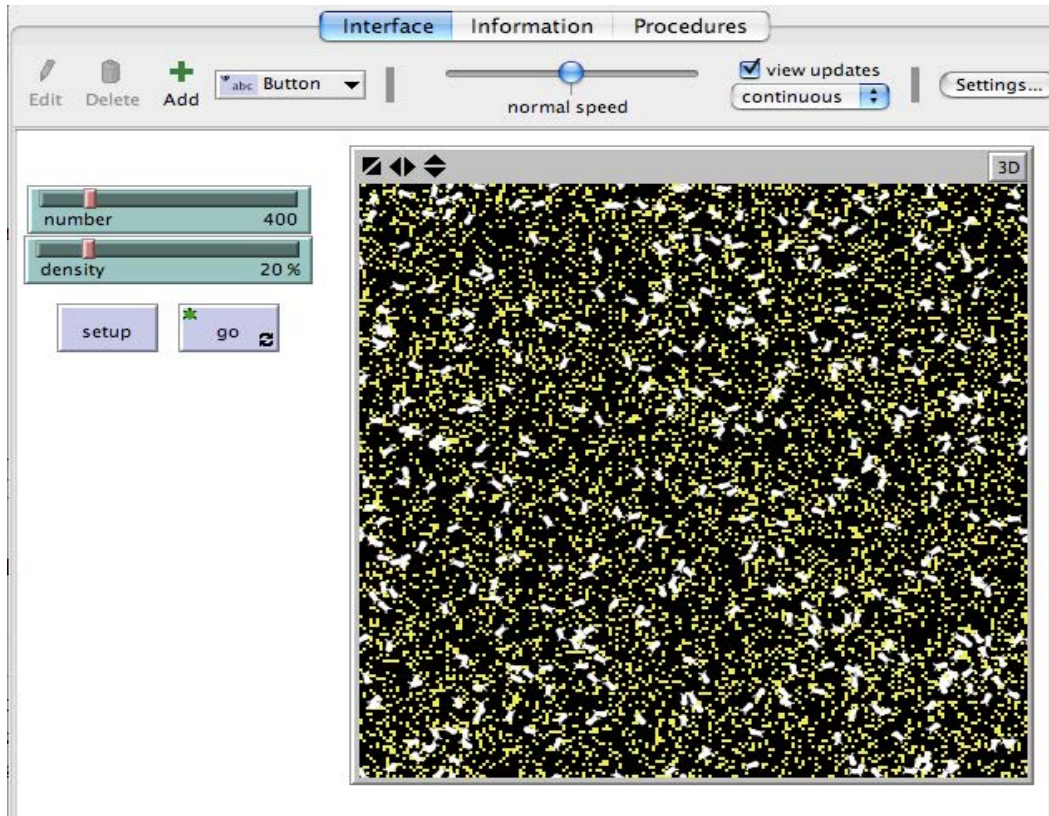 Interface Information Procedures
Edit Delete Add abc Button normal speed view updates continuous Settings...
3D
number 400
density 20 %
setup go